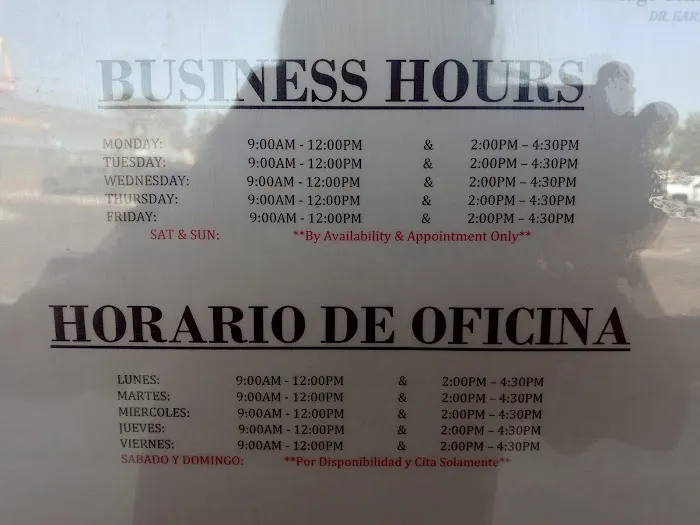 DR. GAR
BUSINESS HOURS
MONDAY: 9:00AM - 12:00PM & 2:00PM – 4:30PM
TUESDAY: 9:00AM - 12:00PM & 2:00PM – 4:30PM
WEDNESDAY: 9:00AM - 12:00PM & 2:00PM – 4:30PM
THURSDAY: 9:00AM - 12:00PM & 2:00PM – 4:30PM
FRIDAY: 9:00AM - 12:00PM & 2:00PM – 4:30PM
SAT & SUN: **By Availability & Appointment Only**
HORARIO DE OFICINA
LUNES: 9:00AM - 12:00PM & 2:00PM – 4:30PM
MARTES: 9:00AM - 12:00PM & 2:00PM – 4:30PM
MIERCOLES: 9:00AM - 12:00PM & 2:00PM – 4:30PM
JUEVES: 9:00AM - 12:00PM & 2:00PM – 4:30PM
VIERNES: 9:00AM - 12:00PM & 2:00PM – 4:30PM
SABADO Y DOMINGO: **Por Disponibilidad y Cita Solamente**